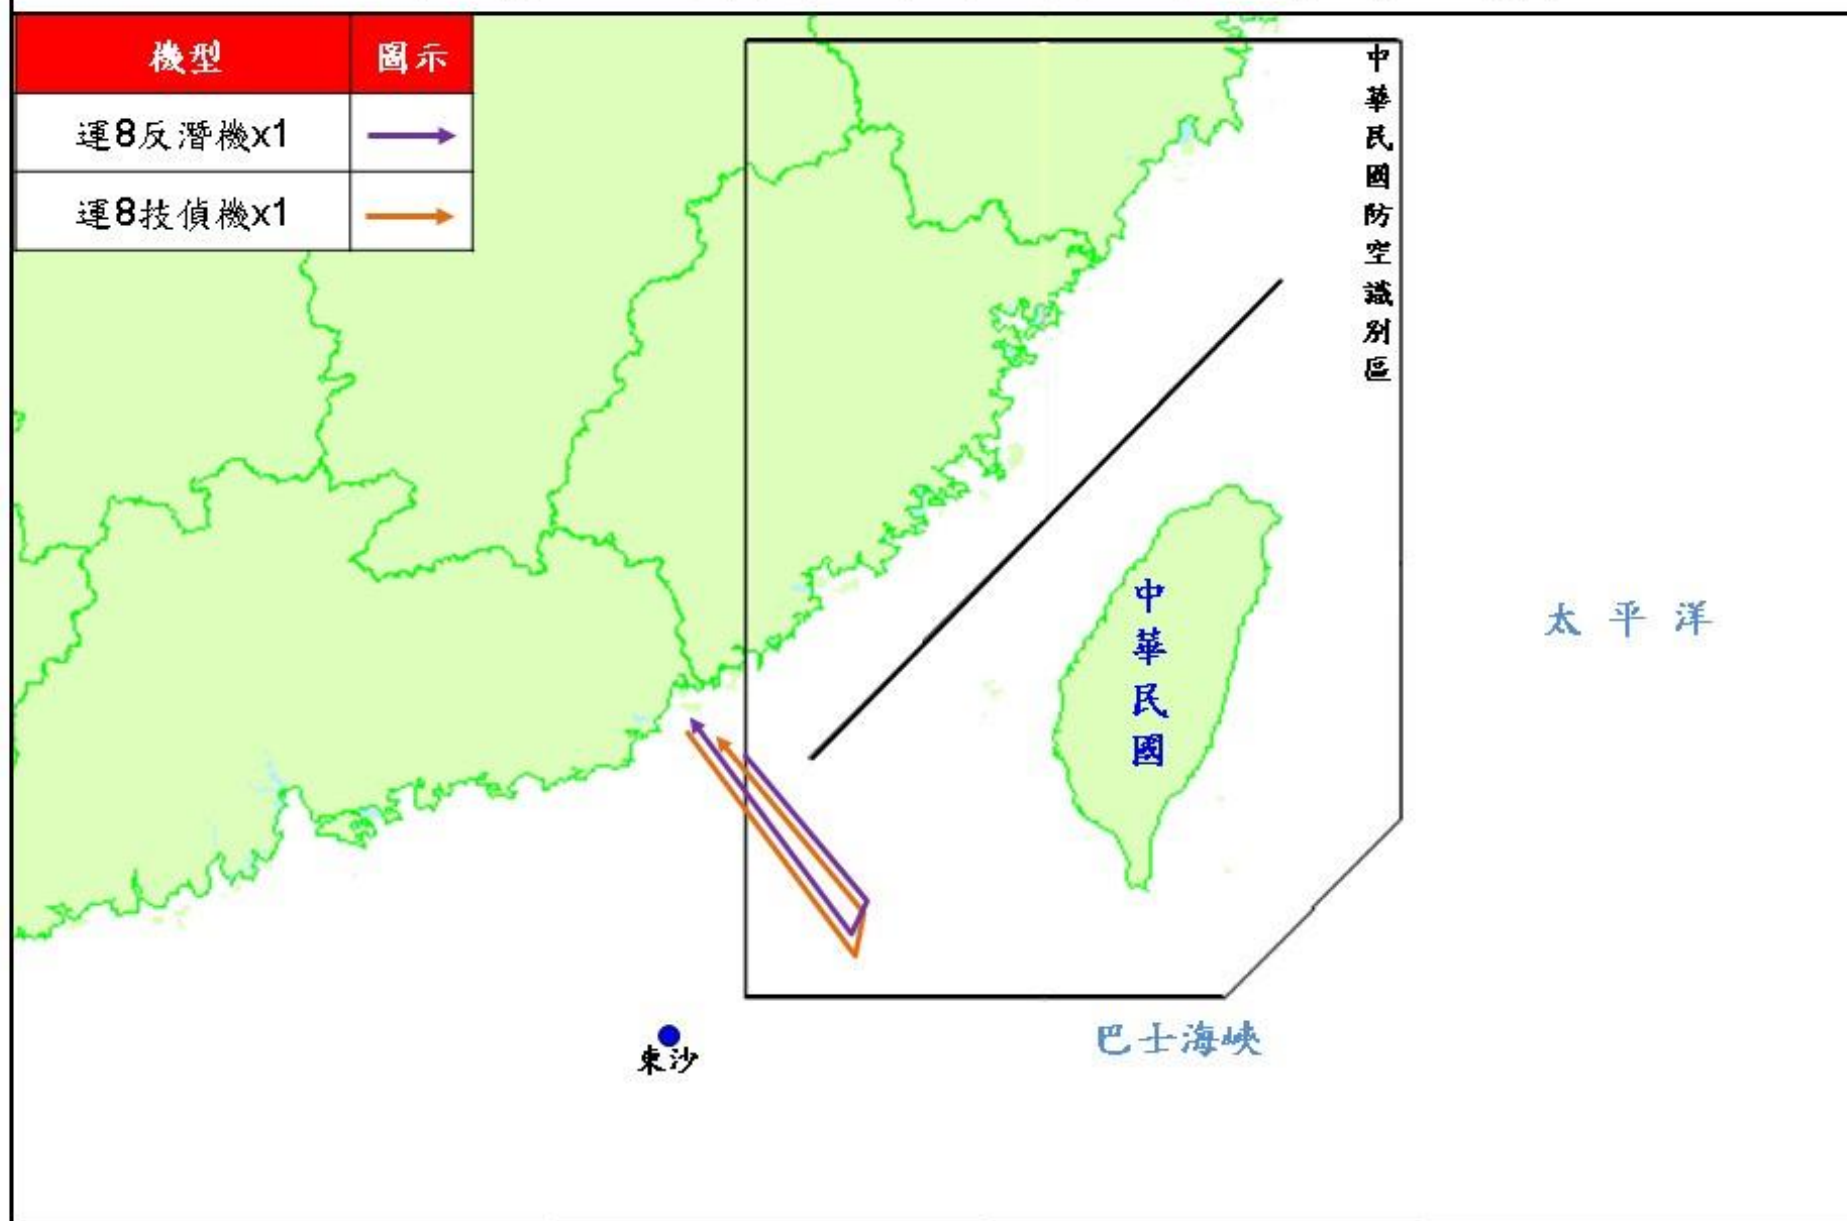 機型 圖示
運8反潛機x1
運8技偵機x1
中華民國防空識別區
中華民國
太平洋
巴士海峽
東沙